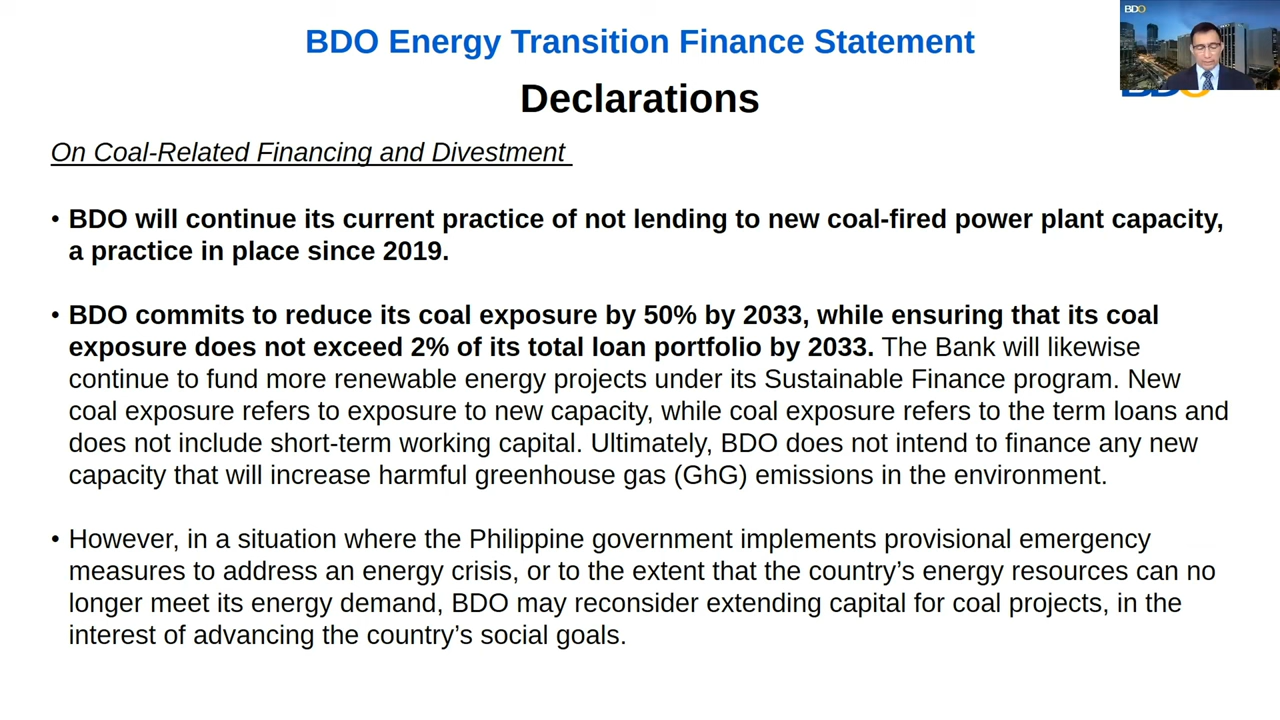 BDO Energy Transition Finance Statement
BDO
Declarations
BDO
On Coal-Related Financing and Divestment
• BDO will continue its current practice of not lending to new coal-fired power plant capacity,
a practice in place since 2019.
• BDO commits to reduce its coal exposure by 50% by 2033, while ensuring that its coal
exposure does not exceed 2% of its total loan portfolio by 2033. The Bank will likewise
continue to fund more renewable energy projects under its Sustainable Finance program. New
coal exposure refers to exposure to new capacity, while coal exposure refers to the term loans and
does not include short-term working capital. Ultimately, BDO does not intend to finance any new
capacity that will increase harmful greenhouse gas (GhG) emissions in the environment.
• However, in a situation where the Philippine government implements provisional emergency
measures to address an energy crisis, or to the extent that the country’s energy resources can no
longer meet its energy demand, BDO may reconsider extending capital for coal projects, in the
interest of advancing the country’s social goals.